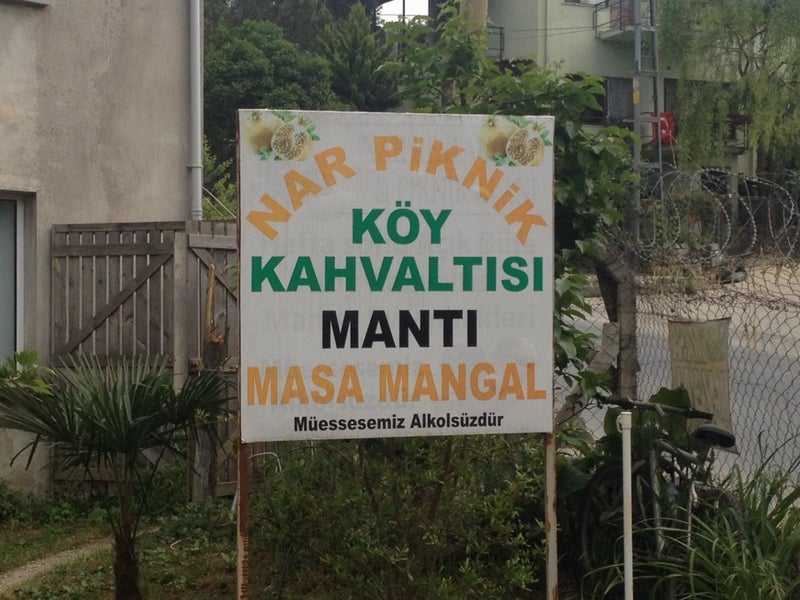 NAR PiKNiK
KÖY
KAHVALTISI
MANTI
MASA MANGAL
Müessesemiz Alkolsüzdür